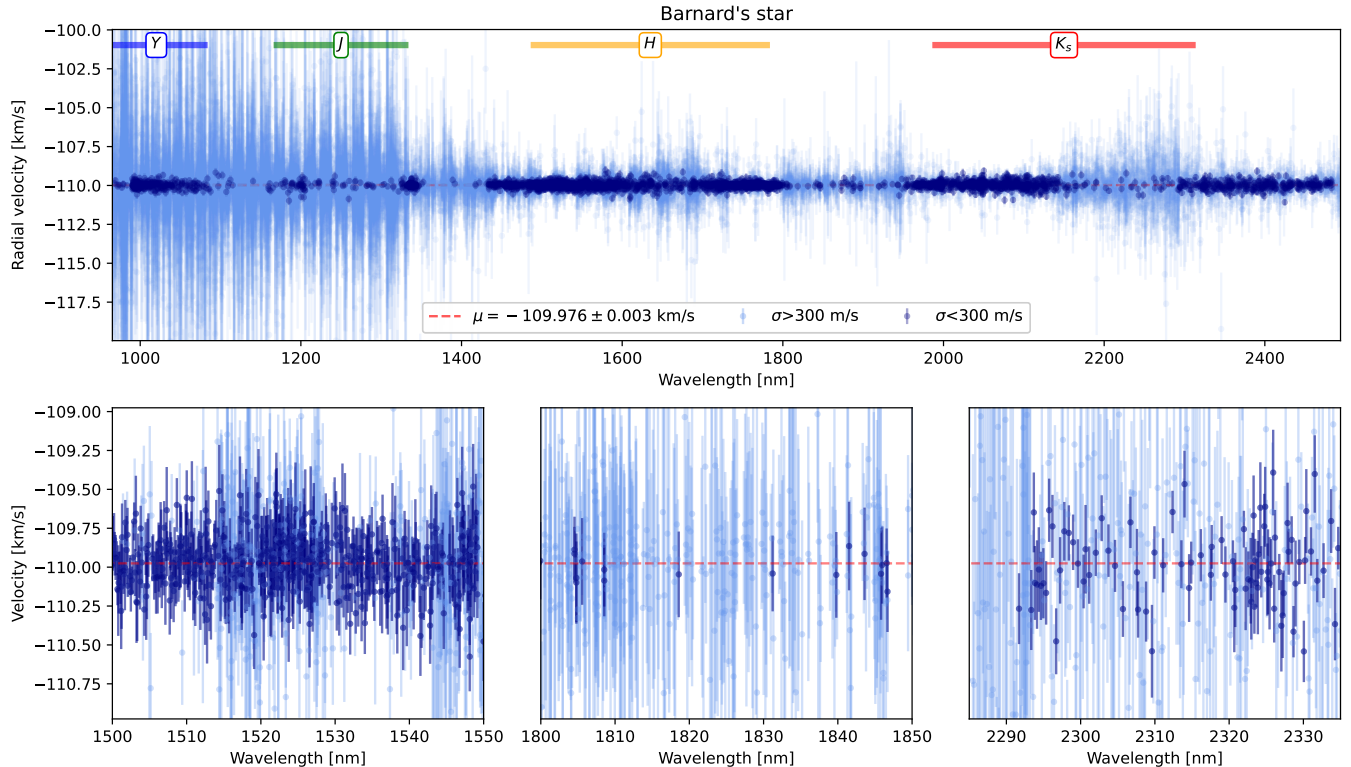 Barnard's star
Y J H Ks
Radial velocity [km/s]
−100.0
−102.5
−105.0
−107.5
−110.0
−112.5
−115.0
−117.5
μ = − 109.976 ± 0.003 km/s σ>300 m/s σ<300 m/s
1000 1200 1400 1600 1800 2000 2200 2400
Wavelength [nm]
Velocity [km/s]
−109.00
−109.25
−109.50
−109.75
−110.00
−110.25
−110.50
−110.75
1500 1510 1520 1530 1540 1550
Wavelength [nm]
1800 1810 1820 1830 1840 1850
Wavelength [nm]
2290 2300 2310 2320 2330
Wavelength [nm]